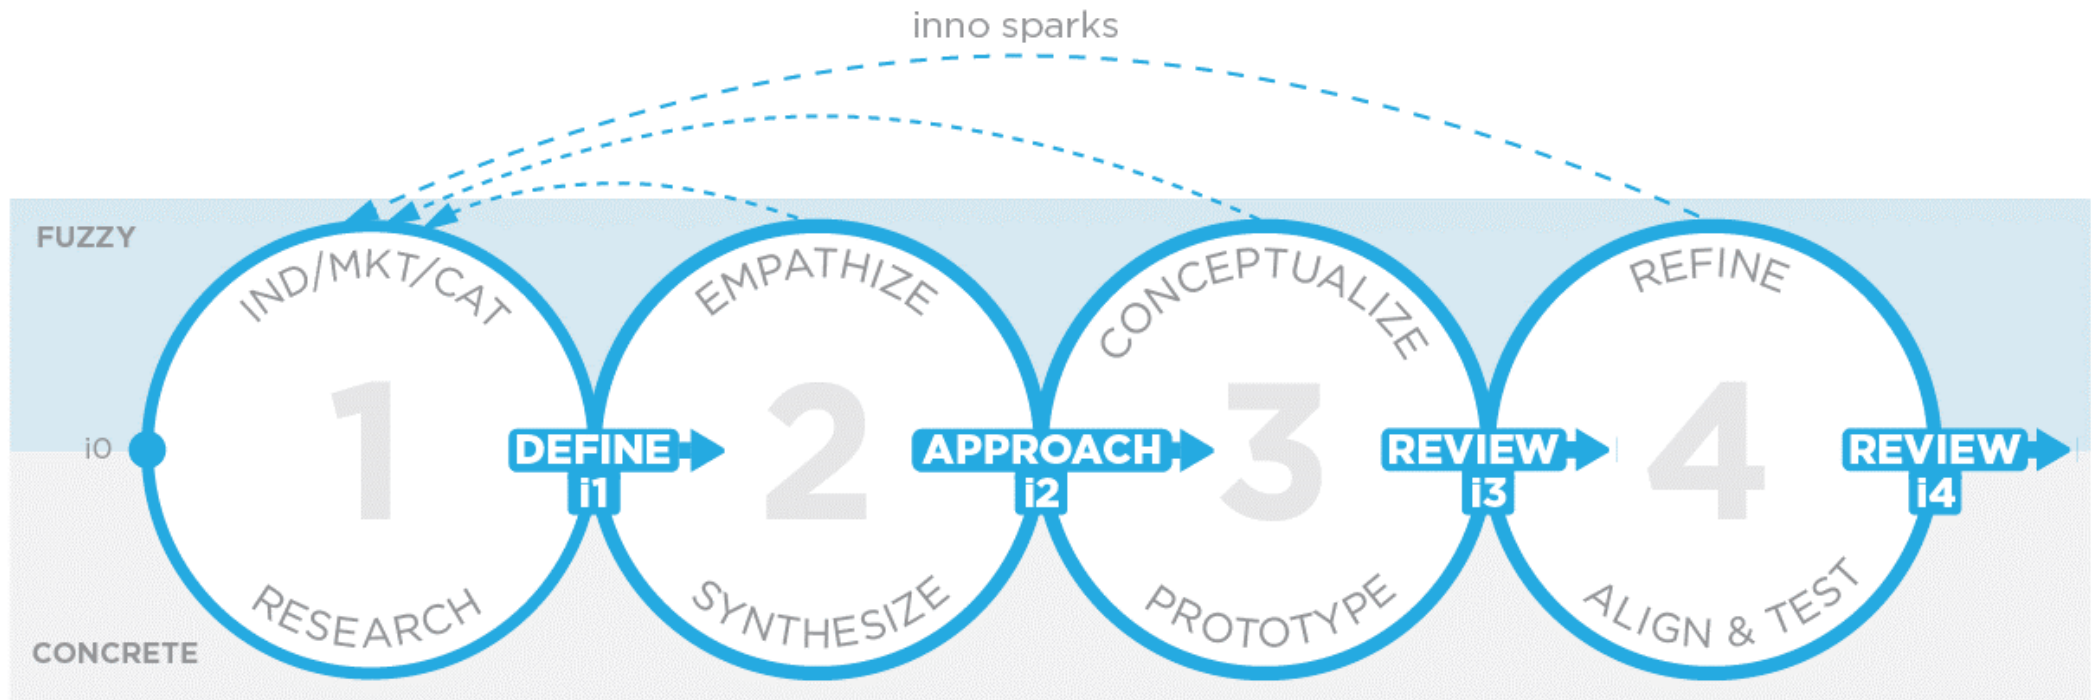 inno sparks
FUZZY
IND/MKT/CAT
EMPATHIZE
CONCEPTUALIZE
REFINE
1
2
3
4
i0
DEFINE
i1
APPROACH
i2
REVIEW
i3
REVIEW
i4
RESEARCH
SYNTHESIZE
PROTOTYPE
ALIGN & TEST
CONCRETE